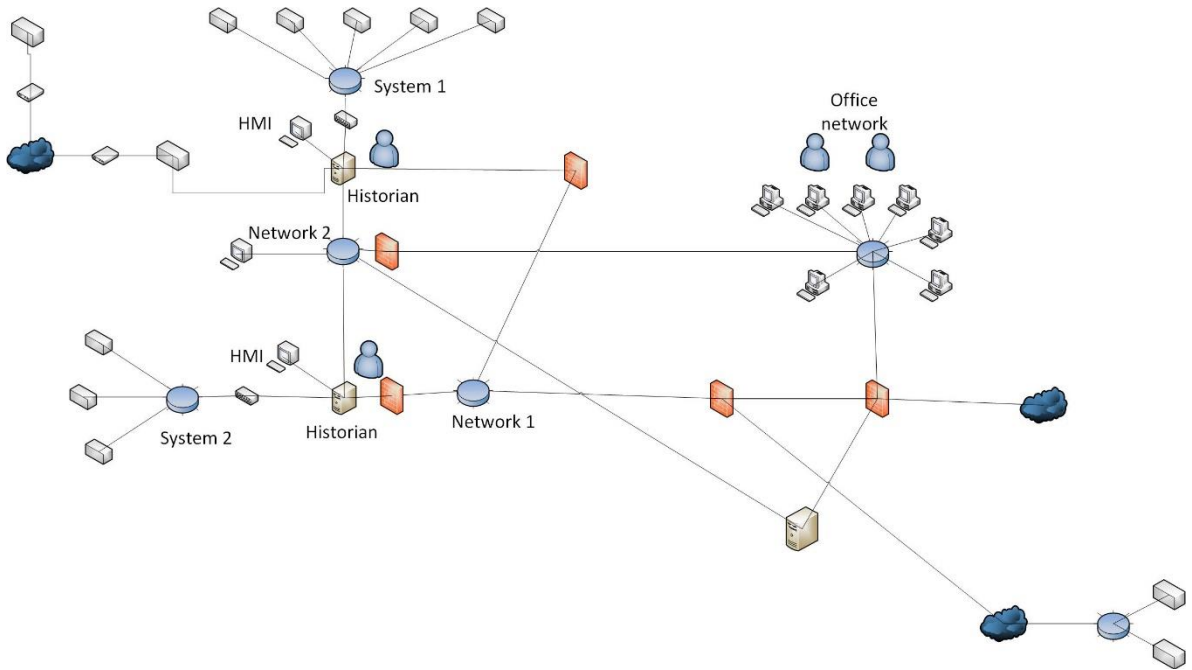 System 1
HMI
Office
network
Historian
Network 2
HMI
System 2
Historian
Network 1